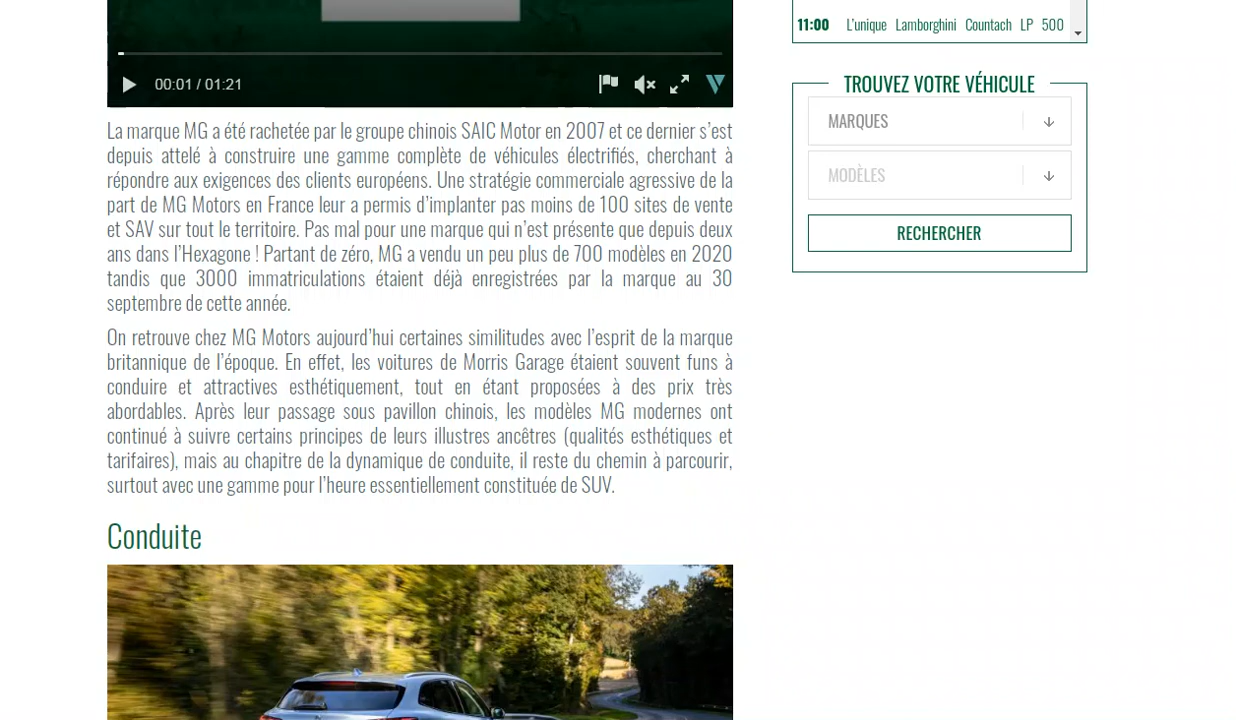 11:00 L'unique Lamborghini Countach LP 500
00:01 / 01:21
TROUVEZ VOTRE VÉHICULE
MARQUES
MODÈLES
RECHERCHER
La marque MG a été rachetée par le groupe chinois SAIC Motor en 2007 et ce dernier s'est
depuis attelé à construire une gamme complète de véhicules électrifiés, cherchant à
répondre aux exigences des clients européens. Une stratégie commerciale agressive de la
part de MG Motors en France leur a permis d'implanter pas moins de 100 sites de vente
et SAV sur tout le territoire. Pas mal pour une marque qui n'est présente que depuis deux
ans dans l'Hexagone ! Partant de zéro, MG a vendu un peu plus de 700 modèles en 2020
tandis que 3000 immatriculations étaient déjà enregistrées par la marque au 30
septembre de cette année.
On retrouve chez MG Motors aujourd'hui certaines similitudes avec l'esprit de la marque
britannique de l'époque. En effet, les voitures de Morris Garage étaient souvent funs à
conduire et attractives esthétiquement, tout en étant proposées à des prix très
abordables. Après leur passage sous pavillon chinois, les modèles MG modernes ont
continué à suivre certains principes de leurs illustres ancêtres (qualités esthétiques et
tarifaires), mais au chapitre de la dynamique de conduite, il reste du chemin à parcourir,
surtout avec une gamme pour l'heure essentiellement constituée de SUV.
Conduite